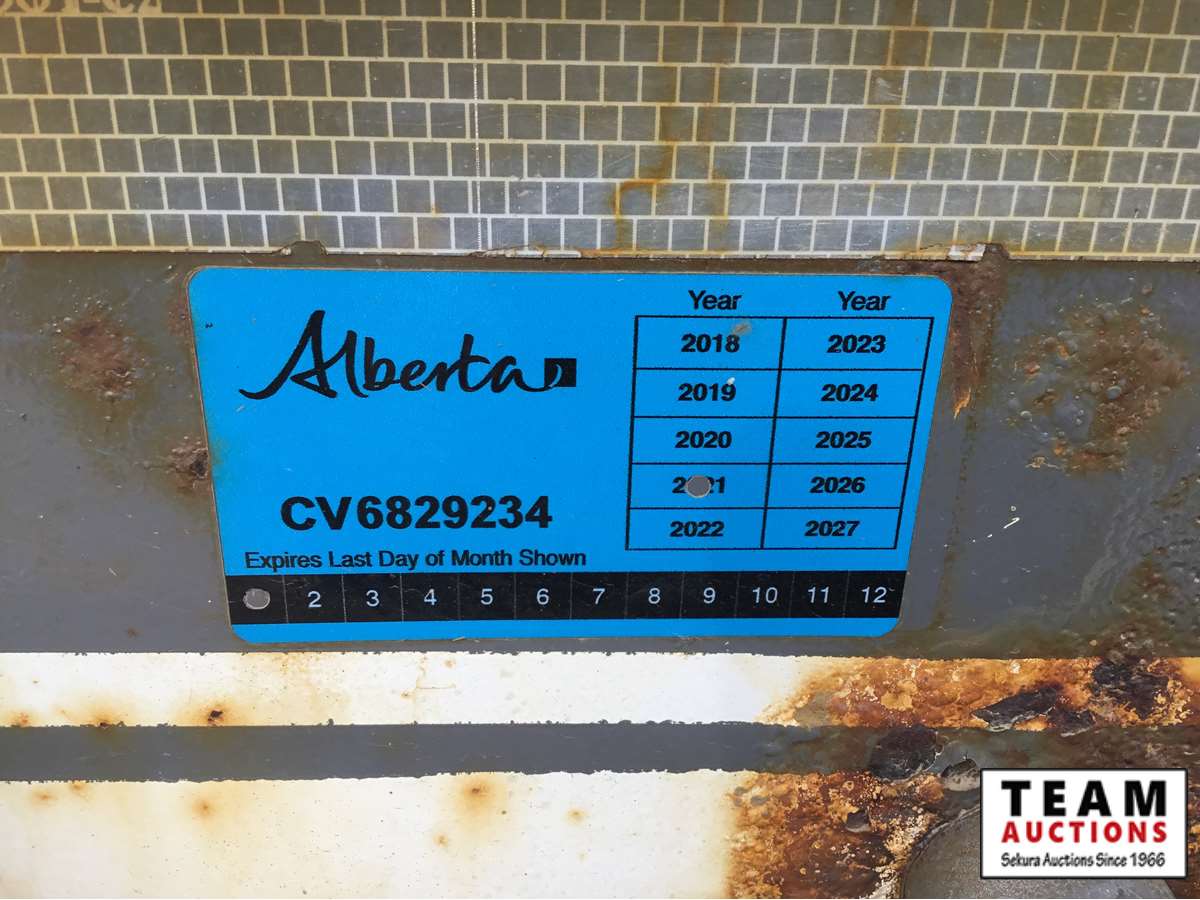 Alberta
CV6829234
Expires Last Day of Month Shown
Year Year
2018 2023
2019 2024
2020 2025
2026
2022 2027
2 3 4 5 6 7 8 9 10 11 12
TEAM
AUCTIONS
Sekura Auctions Since 1966